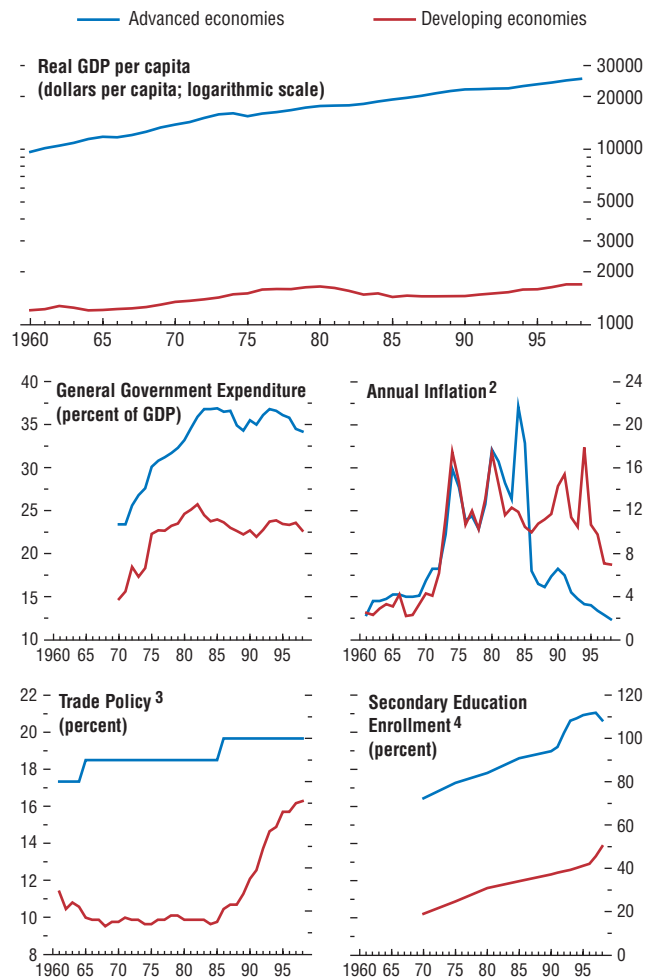 Advanced economies
Developing economies
Real GDP per capita
(dollars per capita; logarithmic scale)
30000
20000
10000
5000
3000
2000
1000
1960 65 70 75 80 85 90 95
General Government Expenditure
(percent of GDP)
40
35
30
25
20
15
10
1960 65 70 75 80 85 90 95
Annual Inflation 2
24
20
16
12
8
4
0
1960 65 70 75 80 85 90 95
Trade Policy 3
(percent)
22
20
18
16
14
12
10
8
1960 65 70 75 80 85 90 95
Secondary Education
Enrollment 4
(percent)
120
100
80
60
40
20
0
1960 65 70 75 80 85 90 95